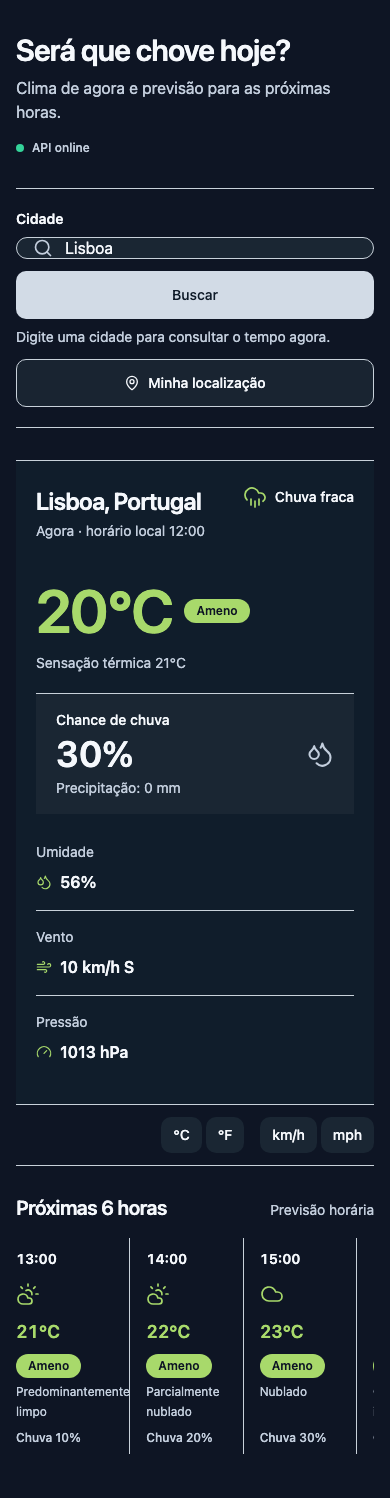 Será que chove hoje?
Clima de agora e previsão para as próximas
horas.
API online
Cidade
Lisboa
Buscar
Digite uma cidade para consultar o tempo agora.
Minha localização
Lisboa, Portugal
Chuva fraca
Agora · horário local 12:00
20°C
Ameno
Sensação térmica 21°C
Chance de chuva
30%
Precipitação: 0 mm
Umidade
56%
Vento
10 km/h S
Pressão
1013 hPa
°C °F km/h mph
Próximas 6 horas
Previsão horária
13:00 14:00 15:00
21°C 22°C 23°C
Ameno Ameno Ameno
Predominantemente Parcialmente Nublado
limpo nublado
Chuva 10% Chuva 20% Chuva 30%